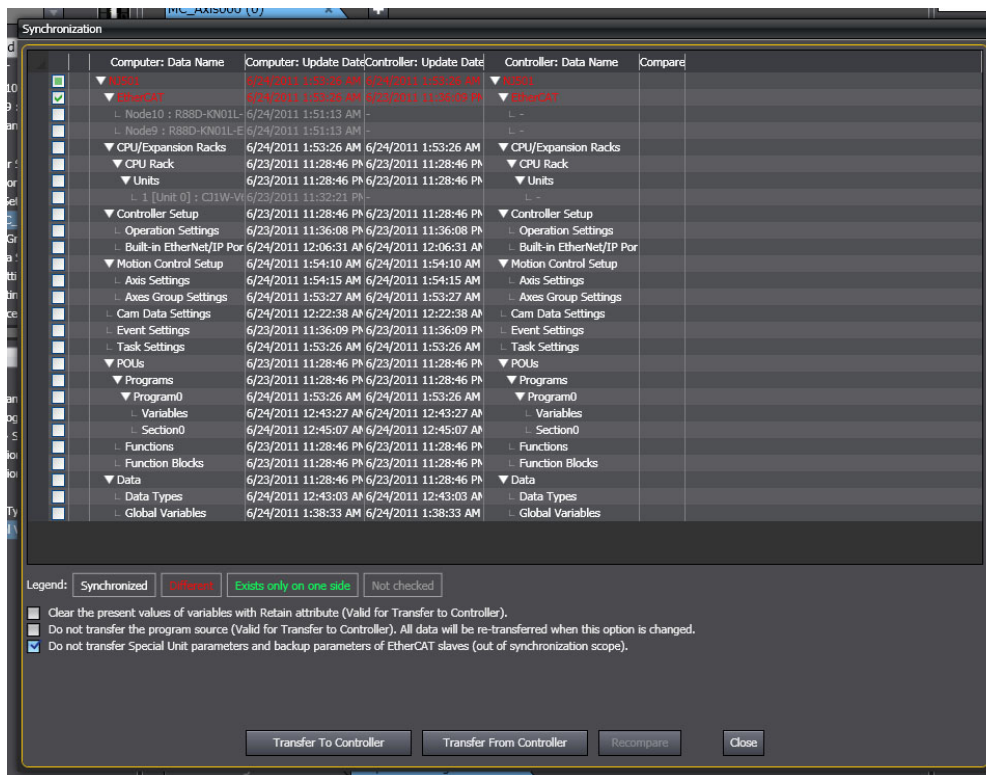 MC_Axis000 (0)
Synchronization
Computer: Data Name Computer: Update Date Controller: Update Date Controller: Data Name Compare
▼ EtherCAT ▼ EtherCAT
Node10 : R88D-KN01L- 6/24/2011 1:51:13 AM - -
Node9 : R88D-KN01L-E 6/24/2011 1:51:13 AM - -
▼ CPU/Expansion Racks 6/24/2011 1:53:26 AM 6/24/2011 1:53:26 AM ▼ CPU/Expansion Racks
▼ CPU Rack 6/23/2011 11:28:46 PM 6/23/2011 11:28:46 PM ▼ CPU Rack
▼ Units 6/23/2011 11:28:46 PM 6/23/2011 11:28:46 PM ▼ Units
1 [Unit 0] : CJ1W- 6/23/2011 11:32:21 PM - -
▼ Controller Setup 6/23/2011 11:28:46 PM 6/23/2011 11:28:46 PM ▼ Controller Setup
Operation Settings 6/23/2011 11:36:08 PM 6/23/2011 11:36:08 PM Operation Settings
Built-in EtherNet/IP Por 6/24/2011 12:06:31 AM 6/24/2011 12:06:31 AM Built-in EtherNet/IP Por
▼ Motion Control Setup 6/24/2011 1:54:10 AM 6/24/2011 1:54:10 AM ▼ Motion Control Setup
Axis Settings 6/24/2011 1:54:15 AM 6/24/2011 1:54:15 AM Axis Settings
Axes Group Settings 6/24/2011 1:53:27 AM 6/24/2011 1:53:27 AM Axes Group Settings
Cam Data Settings 6/24/2011 12:22:38 AM 6/24/2011 12:22:38 AM Cam Data Settings
Event Settings 6/23/2011 11:36:09 PM 6/23/2011 11:36:09 PM Event Settings
Task Settings 6/24/2011 1:53:26 AM 6/24/2011 1:53:26 AM Task Settings
▼ POUs 6/23/2011 11:28:46 PM 6/23/2011 11:28:46 PM ▼ POUs
▼ Programs 6/23/2011 11:28:46 PM 6/23/2011 11:28:46 PM ▼ Programs
▼ Program0 6/24/2011 1:53:26 AM 6/24/2011 1:53:26 AM ▼ Program0
Variables 6/24/2011 12:43:27 AM 6/24/2011 12:43:27 AM Variables
Section0 6/24/2011 12:45:07 AM 6/24/2011 12:45:07 AM Section0
Functions 6/23/2011 11:28:46 PM 6/23/2011 11:28:46 PM Functions
Function Blocks 6/23/2011 11:28:46 PM 6/23/2011 11:28:46 PM Function Blocks
▼ Data 6/23/2011 11:28:46 PM 6/23/2011 11:28:46 PM ▼ Data
Data Types 6/24/2011 12:43:03 AM 6/24/2011 12:43:03 AM Data Types
Global Variables 6/24/2011 1:38:33 AM 6/24/2011 1:38:33 AM Global Variables
Legend: Synchronized Different Exists only on one side Not checked
Clear the present values of variables with Retain attribute (Valid for Transfer to Controller).
Do not transfer the program source (Valid for Transfer to Controller). All data will be re-transferred when this option is changed.
Do not transfer Special Unit parameters and backup parameters of EtherCAT slaves (out of synchronization scope).
Transfer To Controller Transfer From Controller Recompare Close